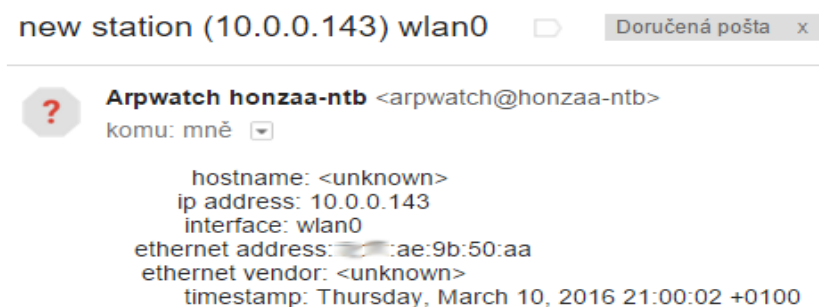 new station (10.0.0.143) wlan0 Doručená pošta x
? Arpwatch honzaa-ntb <arpwatch@honzaa-ntb>
komu: mně
hostname: <unknown>
ip address: 10.0.0.143
interface: wlan0
ethernet address: :ae:9b:50:aa
ethernet vendor: <unknown>
timestamp: Thursday, March 10, 2016 21:00:02 +0100